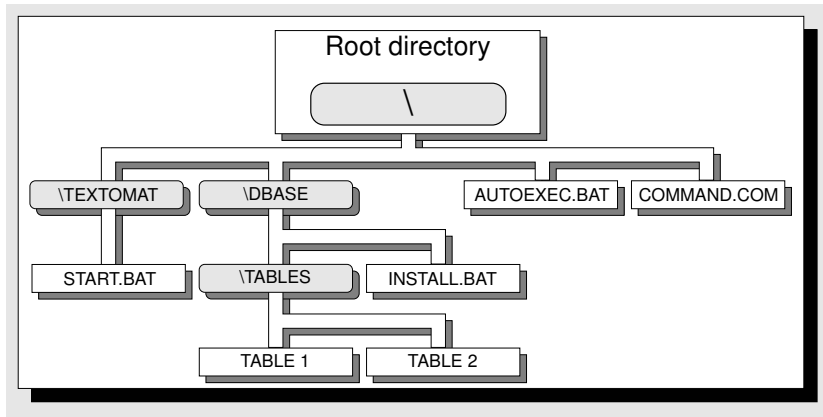 Root directory
\
\TEXTOMAT
\DBASE
AUTOEXEC.BAT
COMMAND.COM
START.BAT
\TABLES
INSTALL.BAT
TABLE 1
TABLE 2